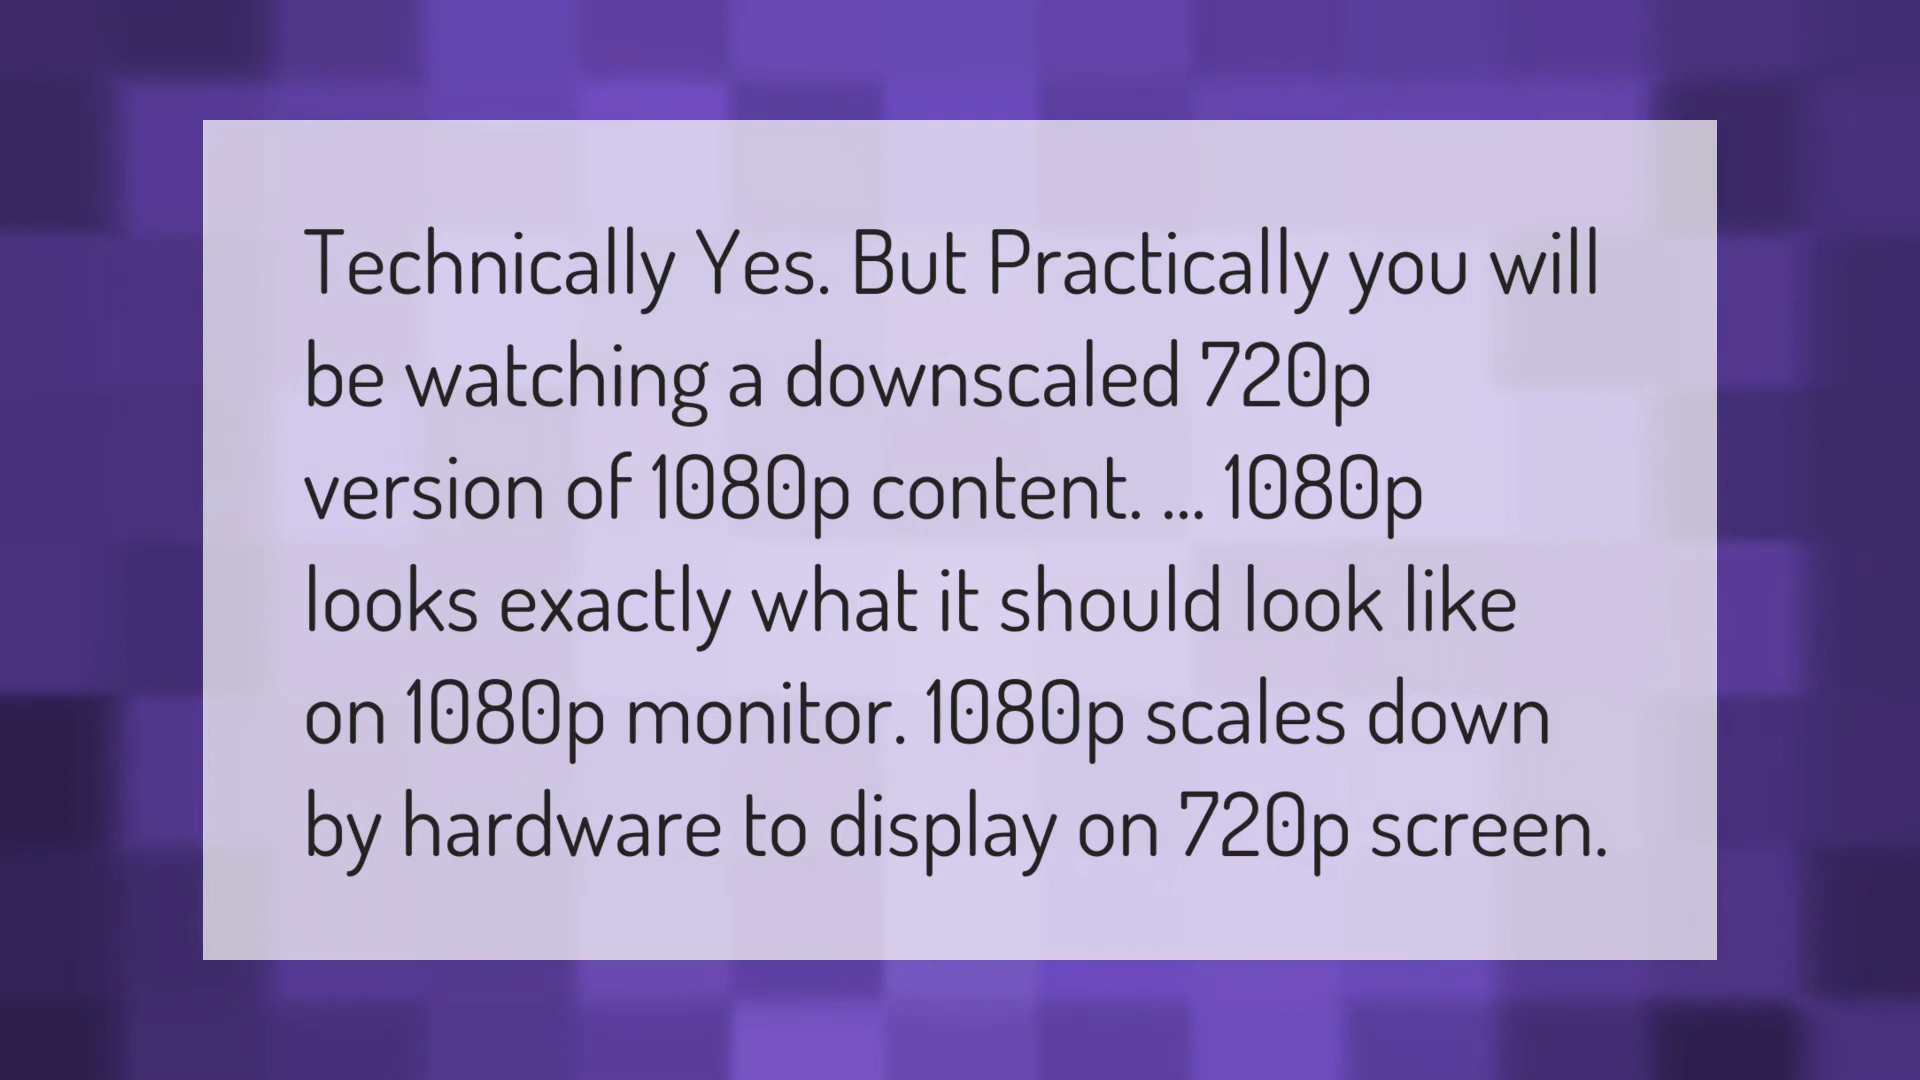 Technically Yes. But Practically you will
be watching a downscaled 720p
version of 1080p content. ... 1080p
looks exactly what it should look like
on 1080p monitor. 1080p scales down
by hardware to display on 720p screen.